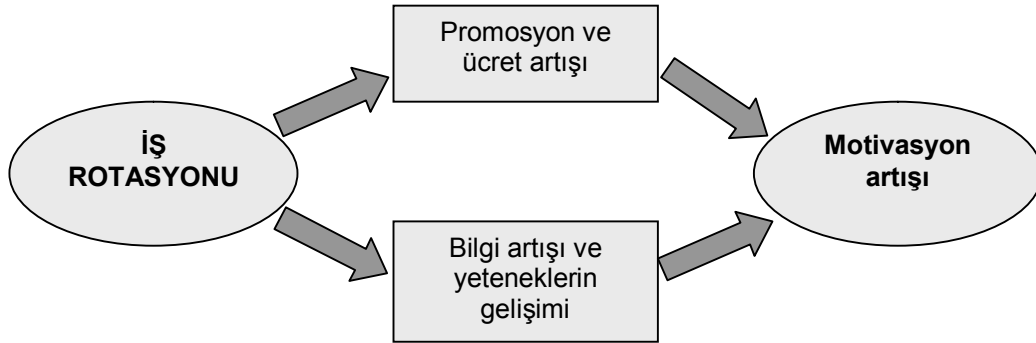 Promosyon ve
ücret artışı
İŞ
ROTASYONU
Motivasyon
artışı
Bilgi artışı ve
yeteneklerin
gelişimi